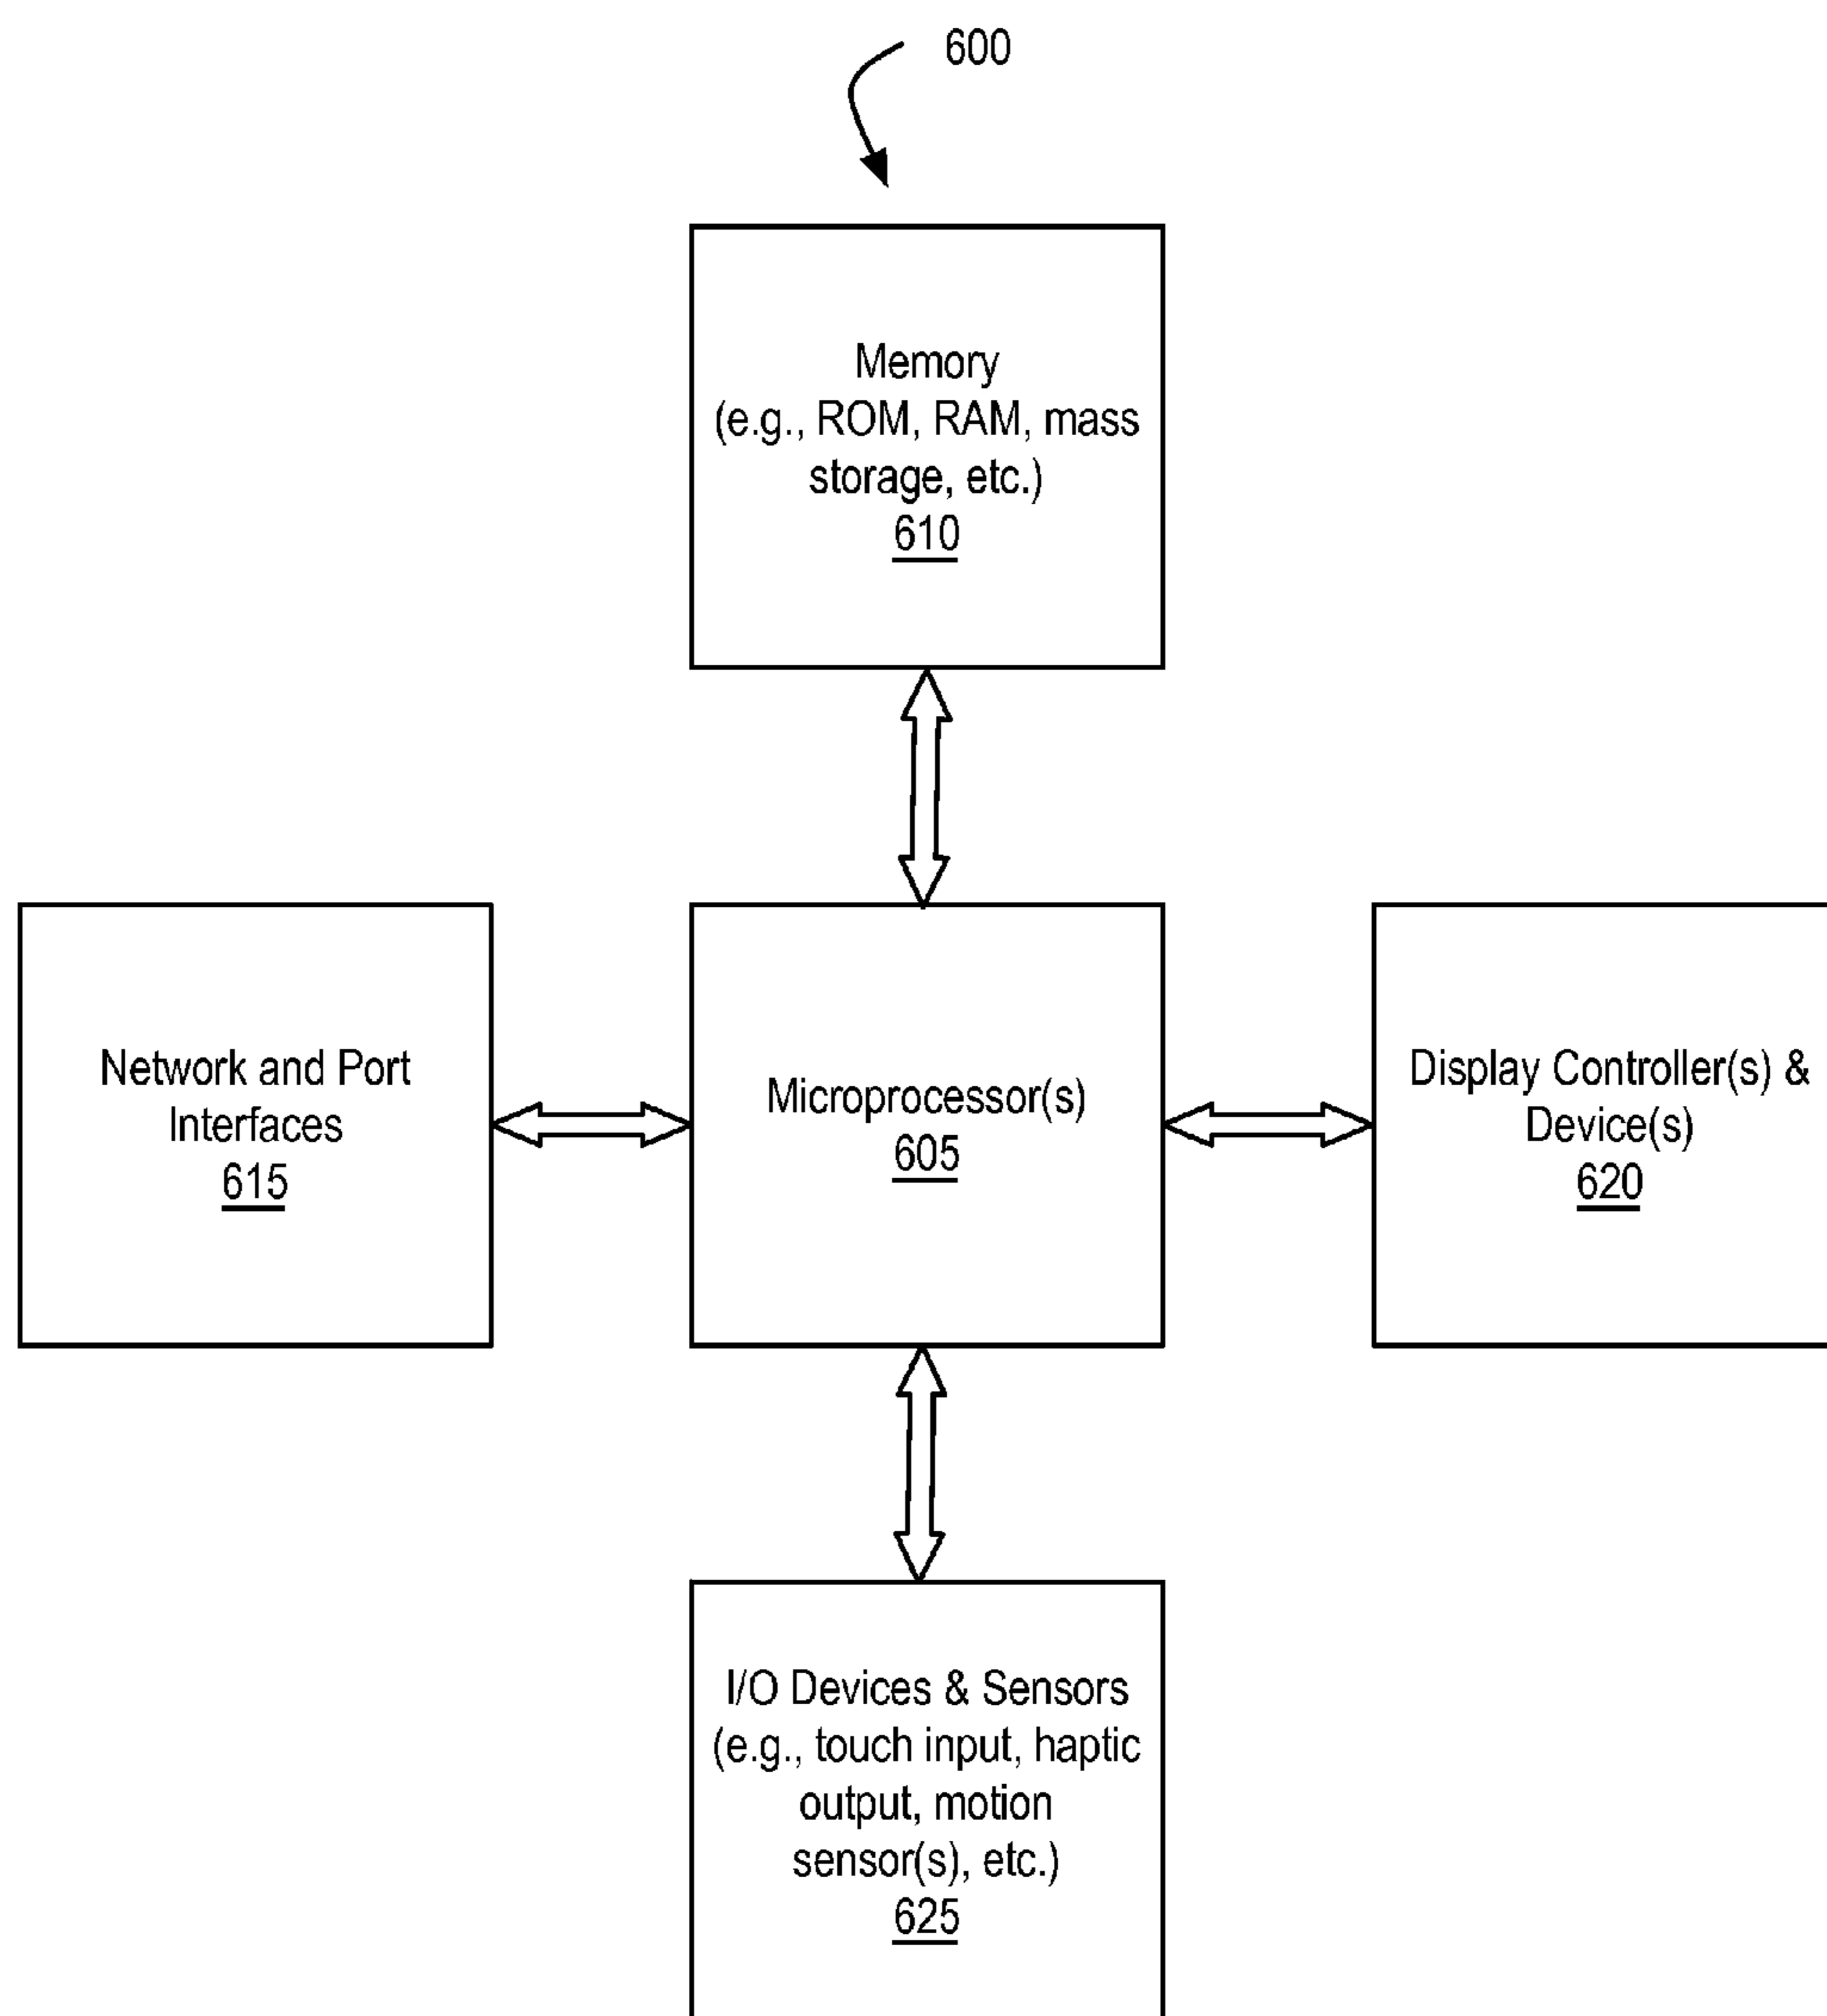 600
Memory
(e.g., ROM, RAM, mass
storage, etc.)
610
Network and Port
Interfaces
615
Microprocessor(s)
605
Display Controller(s) &
Device(s)
620
I/O Devices & Sensors
(e.g., touch input, haptic
output, motion
sensor(s), etc.)
625